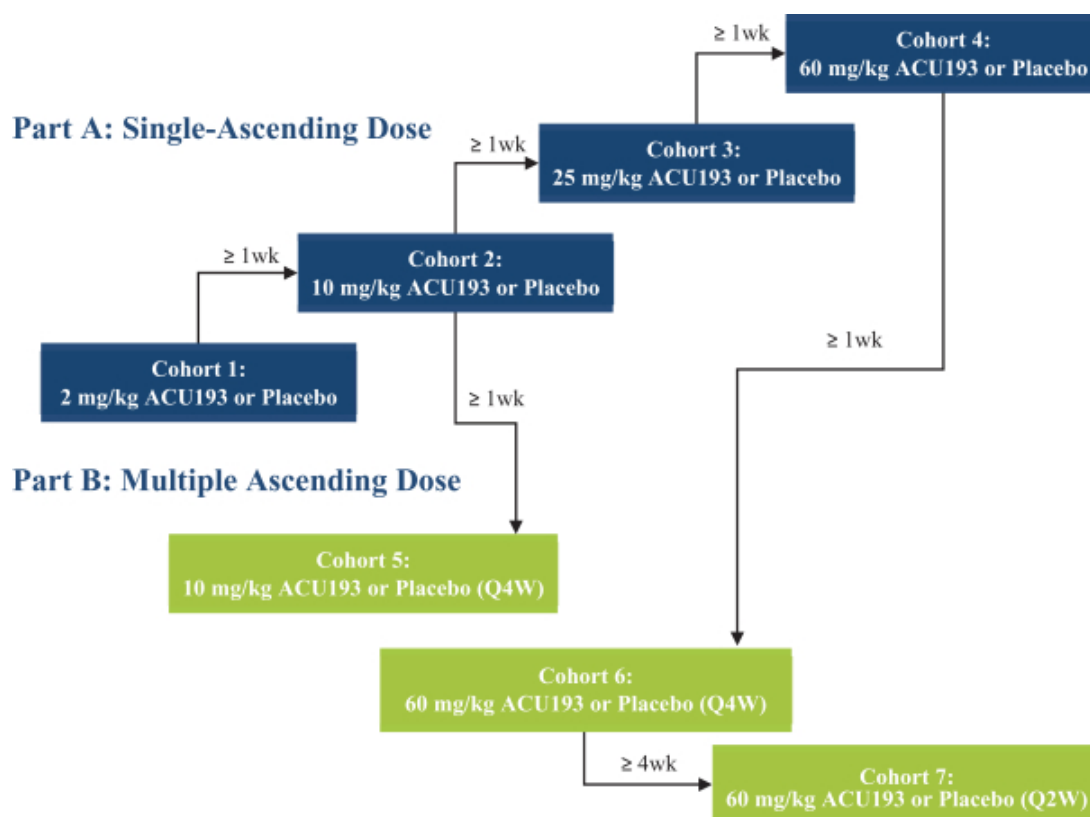 ≥ 1wk
Cohort 4:
60 mg/kg ACU193 or Placebo
Part A: Single-Ascending Dose
≥ 1wk
Cohort 3:
25 mg/kg ACU193 or Placebo
≥ 1wk
Cohort 2:
10 mg/kg ACU193 or Placebo
≥ 1wk
Cohort 1:
2 mg/kg ACU193 or Placebo
≥ 1wk
Part B: Multiple Ascending Dose
Cohort 5:
10 mg/kg ACU193 or Placebo (Q4W)
Cohort 6:
60 mg/kg ACU193 or Placebo (Q4W)
≥ 4wk
Cohort 7:
60 mg/kg ACU193 or Placebo (Q2W)